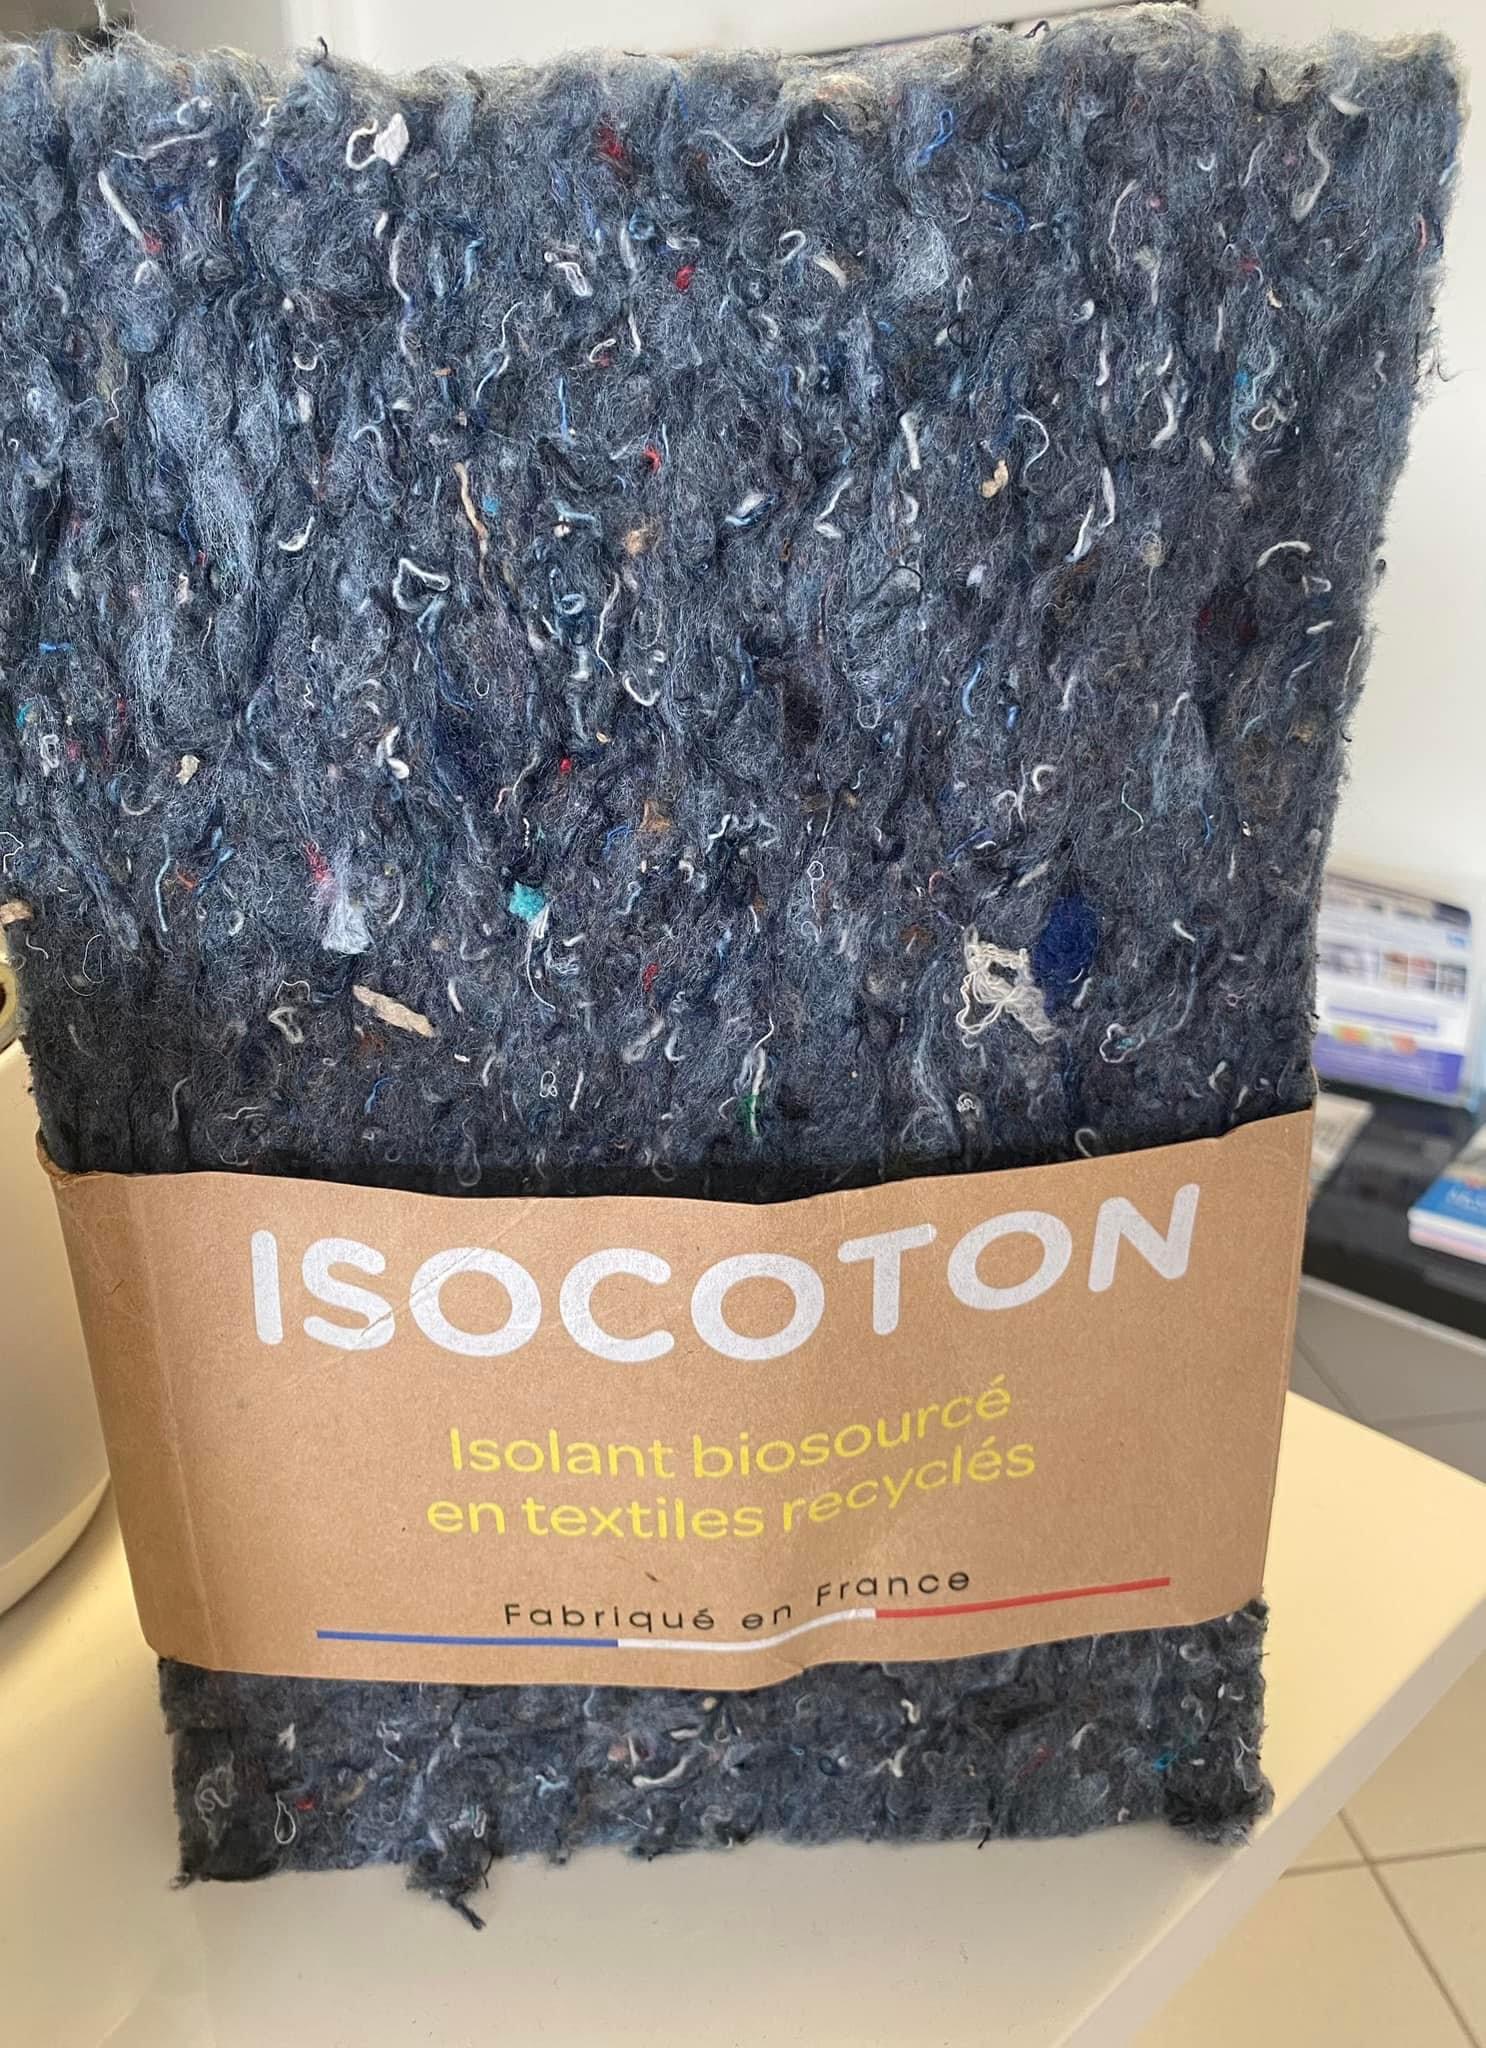 ISOCOTON
Isolant biosourcé
en textiles recyclés
Fabriqué en France